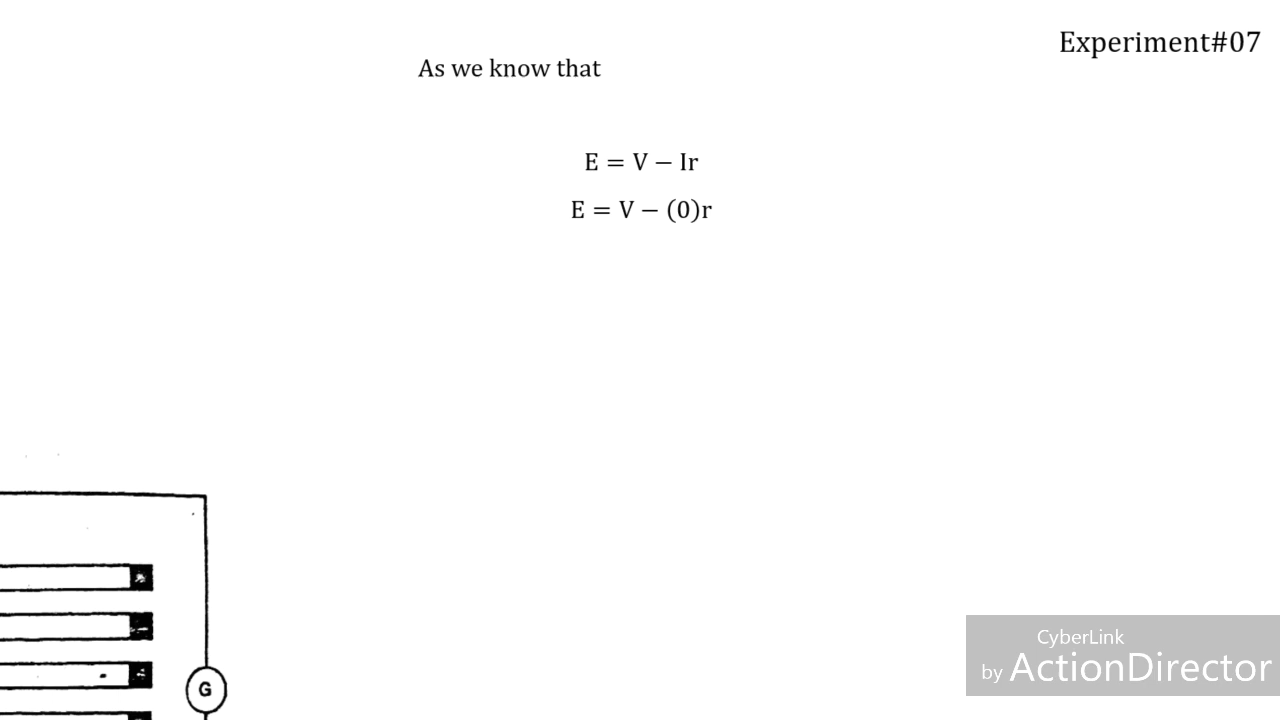 Experiment#07
As we know that
E = V − Ir
E = V − (0)r
G
CyberLink
by ActionDirector